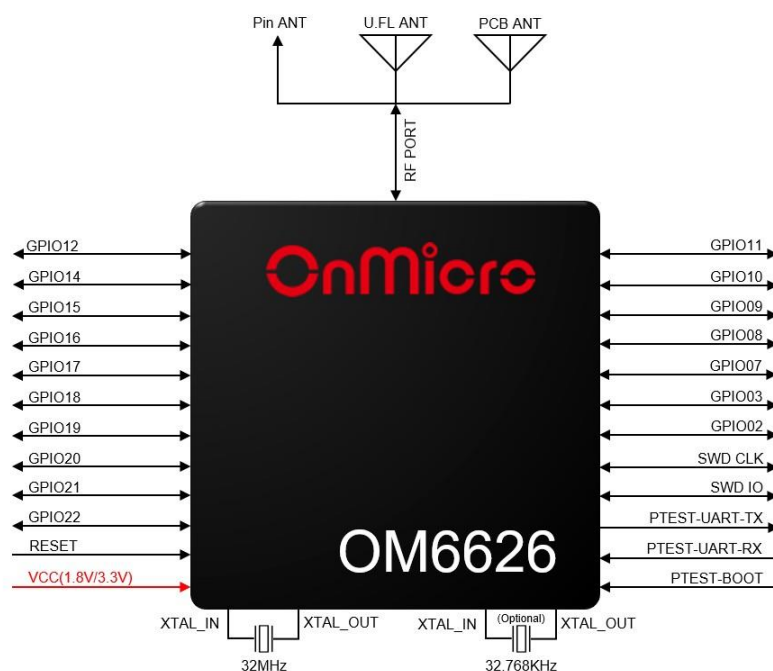 Pin ANT
U.FL ANT
PCB ANT
RF PORT
OnMicro
OM6626
GPIO12
GPIO14
GPIO15
GPIO16
GPIO17
GPIO18
GPIO19
GPIO20
GPIO21
GPIO22
RESET
VCC(1.8V/3.3V)
GPIO11
GPIO10
GPIO09
GPIO08
GPIO07
GPIO03
GPIO02
SWD CLK
SWD IO
PTEST-UART-TX
PTEST-UART-RX
PTEST-BOOT
XTAL_IN
XTAL_OUT
32MHz
XTAL_IN
(Optional)
XTAL_OUT
32.768KHz